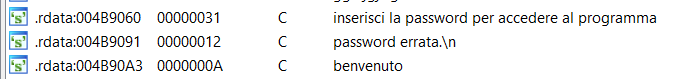 's' .rdata:004B9060 00000031 C inserisci la password per accedere al programma
's' .rdata:004B9091 00000012 C password errata.\n
's' .rdata:004B90A3 0000000A C benvenuto